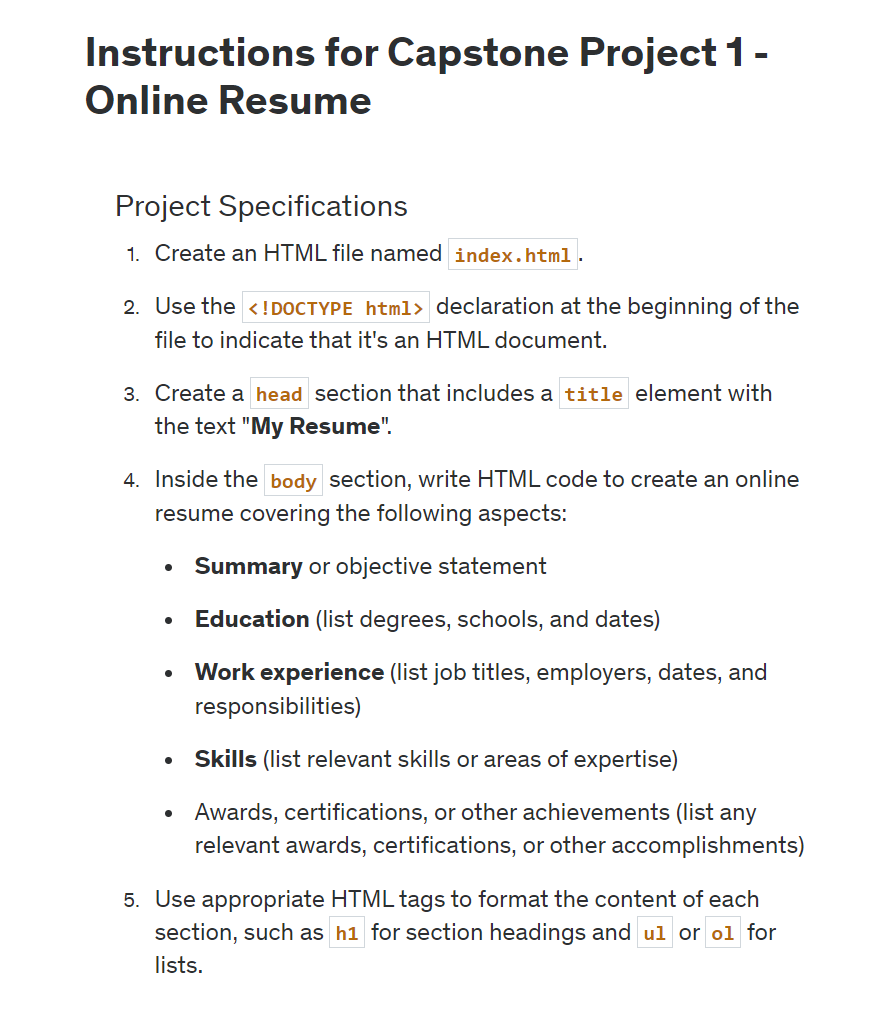 Instructions for Capstone Project 1 -
Online Resume
Project Specifications
1. Create an HTML file named index.html.
2. Use the <!DOCTYPE html> declaration at the beginning of the
file to indicate that it's an HTML document.
3. Create a head section that includes a title element with
the text "My Resume".
4. Inside the body section, write HTML code to create an online
resume covering the following aspects:
• Summary or objective statement
• Education (list degrees, schools, and dates)
• Work experience (list job titles, employers, dates, and
responsibilities)
• Skills (list relevant skills or areas of expertise)
• Awards, certifications, or other achievements (list any
relevant awards, certifications, or other accomplishments)
5. Use appropriate HTML tags to format the content of each
section, such as h1 for section headings and ul or ol for
lists.